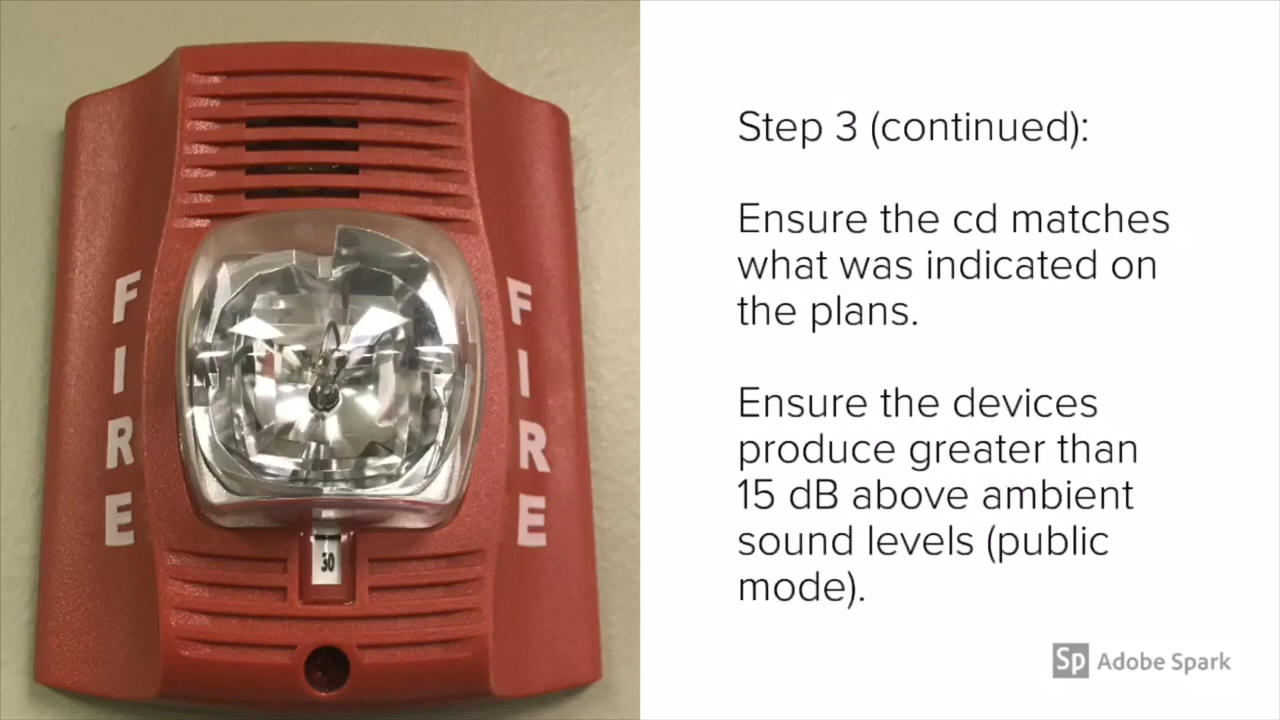 FIRE
FIRE
30
Step 3 (continued):
Ensure the cd matches
what was indicated on
the plans.
Ensure the devices
produce greater than
15 dB above ambient
sound levels (public
mode).
Sp Adobe Spark